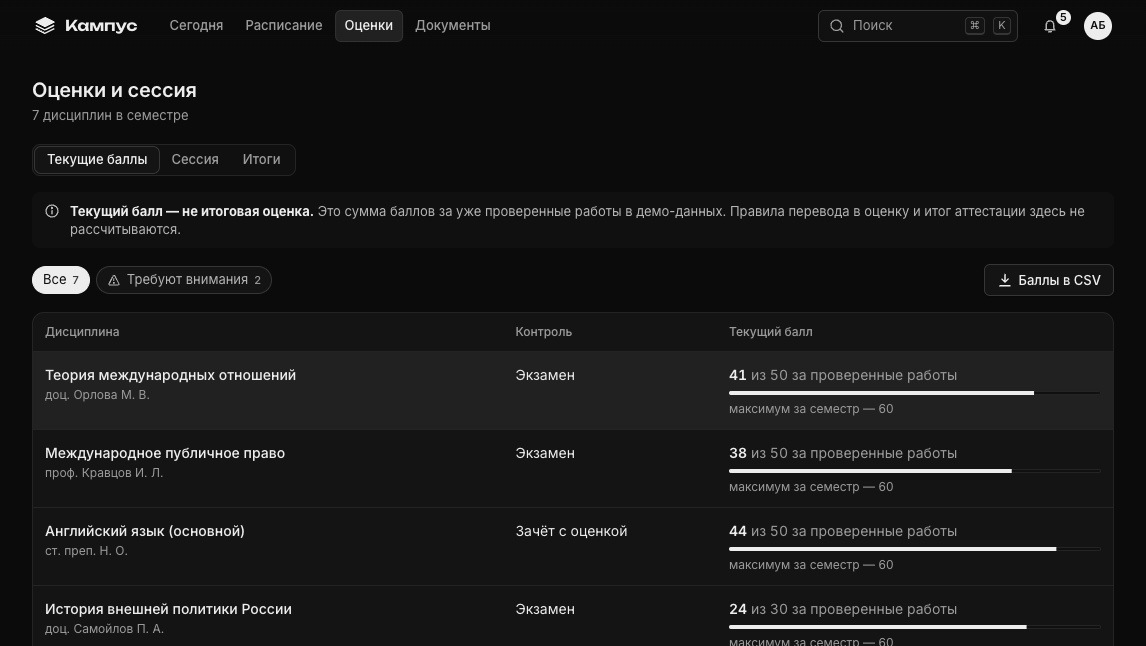 Кампус Сегодня Расписание Оценки Документы Поиск ⌘ K 5 АБ
Оценки и сессия
7 дисциплин в семестре
Текущие баллы Сессия Итоги
Текущий балл — не итоговая оценка. Это сумма баллов за уже проверенные работы в демо-данных. Правила перевода в оценку и итог аттестации здесь не
рассчитываются.
Все 7 Требуют внимания 2 Баллы в CSV
Дисциплина Контроль Текущий балл
Теория международных отношений Экзамен 41 из 50 за проверенные работы
доц. Орлова М. В.
максимум за семестр — 60
Международное публичное право Экзамен 38 из 50 за проверенные работы
проф. Кравцов И. Л.
максимум за семестр — 60
Английский язык (основной) Зачёт с оценкой 44 из 50 за проверенные работы
ст. преп. Н. О.
максимум за семестр — 60
История внешней политики России Экзамен 24 из 30 за проверенные работы
доц. Самойлов П. А.
максимум за семестр — 60